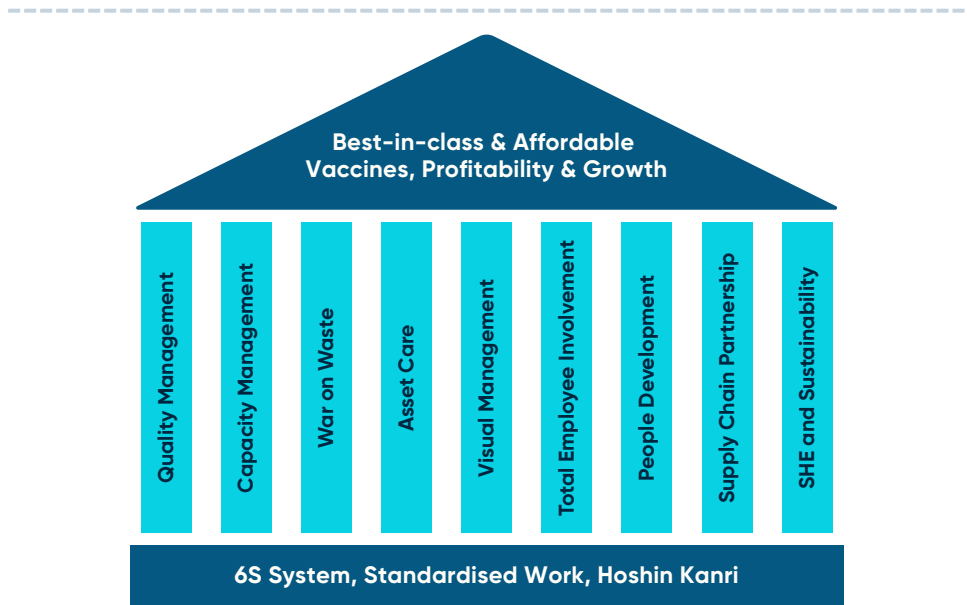 Best-in-class & Affordable
Vaccines, Profitability & Growth
Quality Management
Capacity Management
War on Waste
Asset Care
Visual Management
Total Employee Involvement
People Development
Supply Chain Partnership
SHE and Sustainability
6S System, Standardised Work, Hoshin Kanri